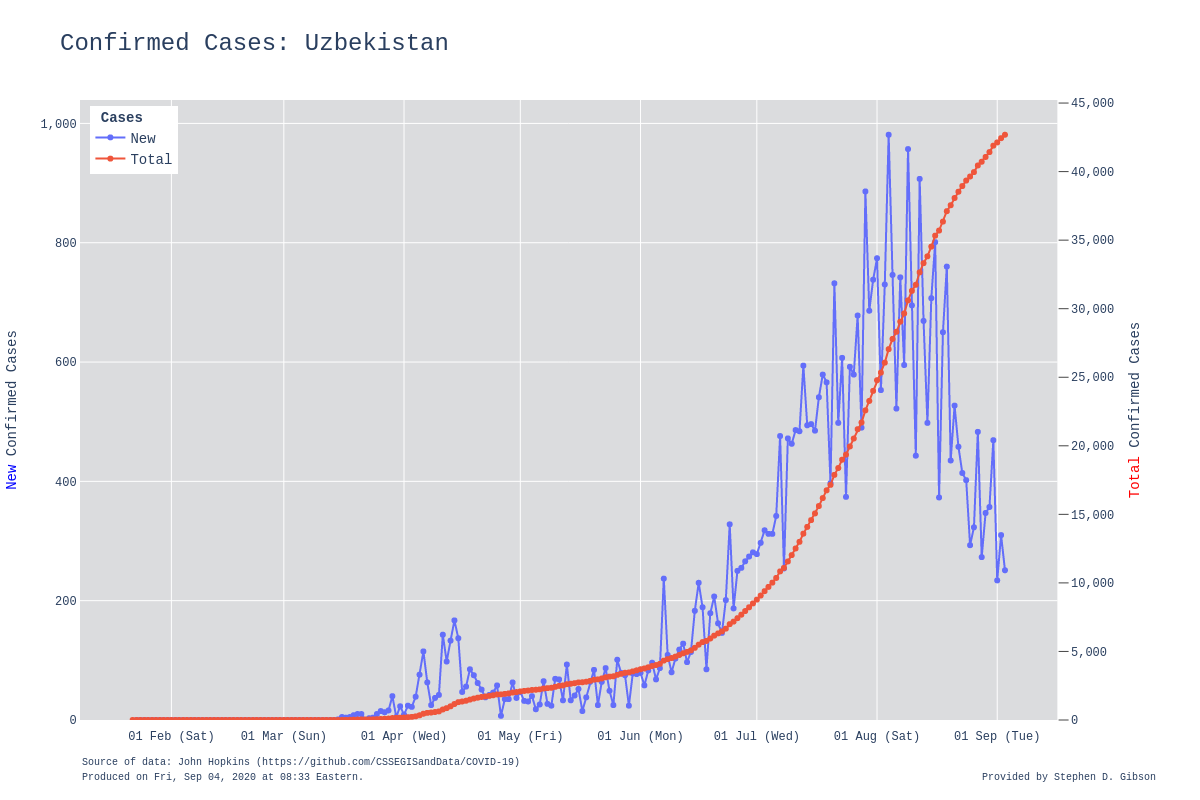 Confirmed Cases: Uzbekistan
Cases
New
Total
1,000
800
600
400
200
0
45,000
40,000
35,000
30,000
25,000
20,000
15,000
10,000
5,000
0
New Confirmed Cases
Total Confirmed Cases
01 Feb (Sat)
01 Mar (Sun)
01 Apr (Wed)
01 May (Fri)
01 Jun (Mon)
01 Jul (Wed)
01 Aug (Sat)
01 Sep (Tue)
Source of data: John Hopkins (https://github.com/CSSEGISandData/COVID-19)
Produced on Fri, Sep 04, 2020 at 08:33 Eastern.
Provided by Stephen D. Gibson